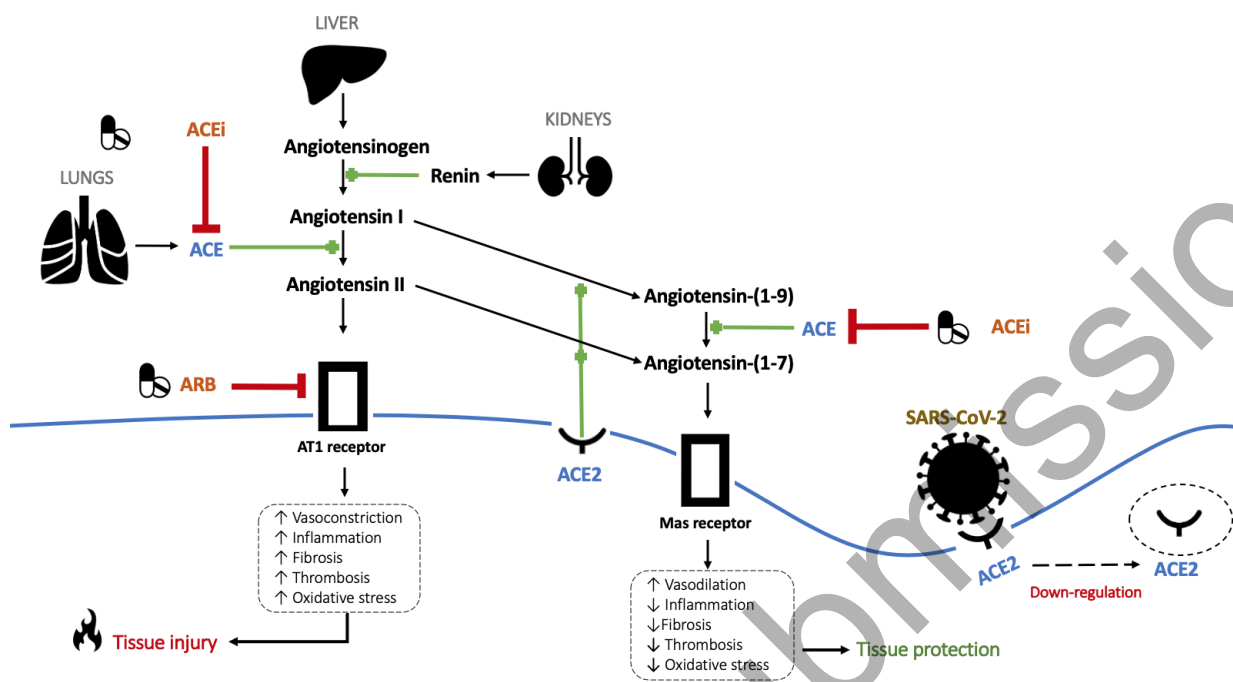 LIVER
ACEi
KIDNEYS
Angiotensinogen
LUNGS
Renin
Angiotensin I
ACE
Angiotensin II
Angiotensin-(1-9)
ACE
ACEi
Angiotensin-(1-7)
ARB
SARS-CoV-2
AT1 receptor
ACE2
Mas receptor
↑ Vasoconstriction
↑ Inflammation
↑ Fibrosis
↑ Thrombosis
↑ Oxidative stress
ACE2
ACE2
Down-regulation
↑ Vasodilation
↓ Inflammation
↓Fibrosis
↓ Thrombosis
↓ Oxidative stress
Tissue injury
Tissue protection
bmissio